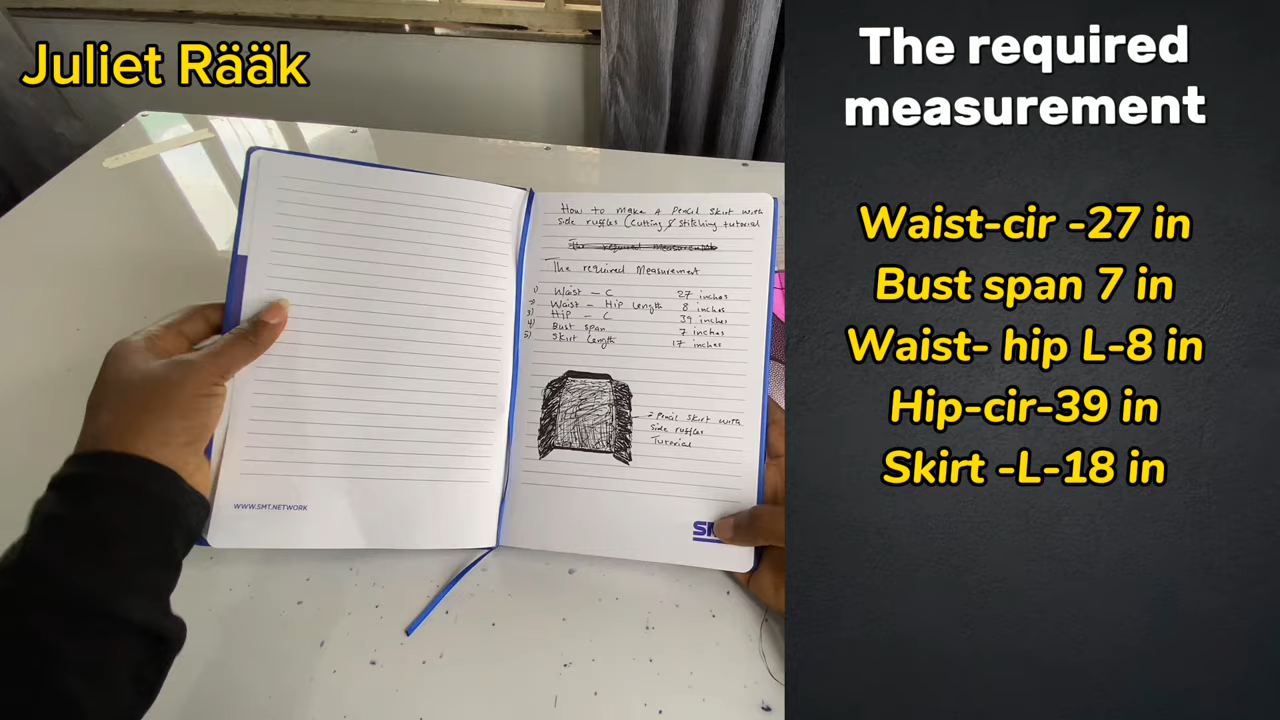 Juliet Rääk
How to make A pencil skirt with
side ruffles (cutting & stitching tutorial
The required measurement
The required Measurement
1) Waist – C 27 inches
2) Waist – Hip Length 8 inches
3) Hip – C 39 inches
4) Bust span 7 inches
5) Skirt Length 17 inches
Pencil skirt with
side ruffles
Tutorial
WWW.SMT.NETWORK
The required
measurement
Waist-cir -27 in
Bust span 7 in
Waist- hip L-8 in
Hip-cir-39 in
Skirt -L-18 in